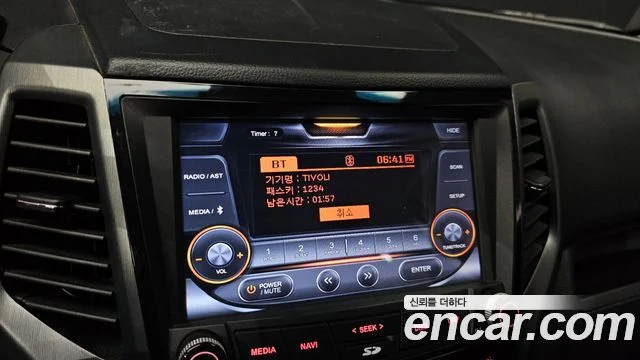 Timer : 7
HIDE
BT
06:41 PM
RADIO / AST
기기명 : TIVOLI
패스키 : 1234
남은시간 : 01:57
취소
SCAN
SETUP
MEDIA /
- + VOL
1 2 3 4 5 6
- + TUNE/TRACK
POWER / MUTE
<< >>
ENTER
MEDIA
NAVI
< SEEK >
SD
신뢰를 더하다
encar.com